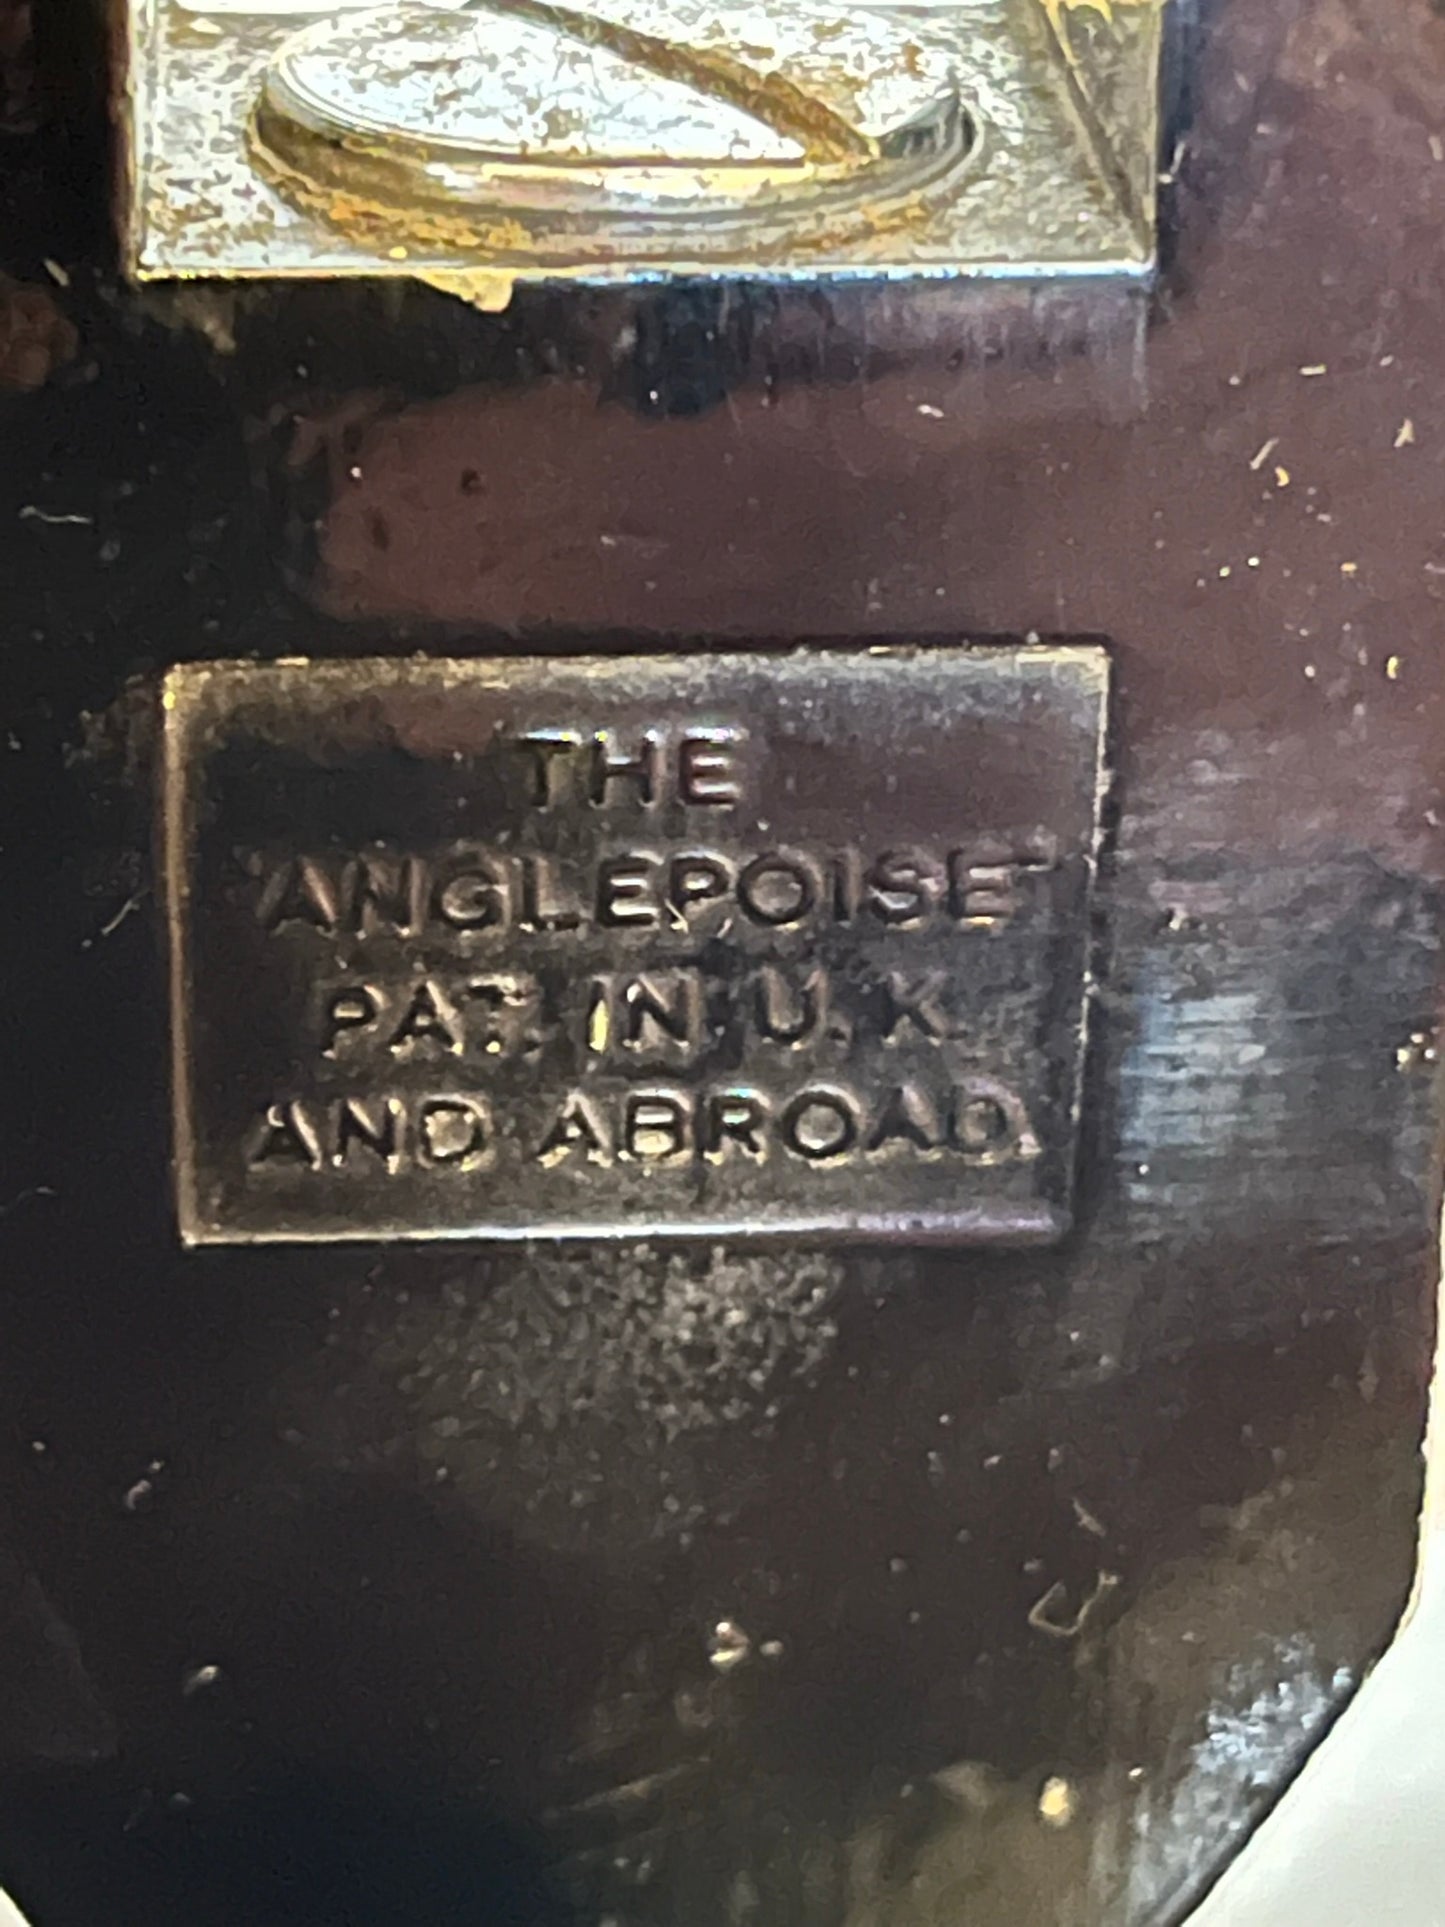 THE
"ANGLEPOISE"
PAT. IN U.K.
AND ABROAD.